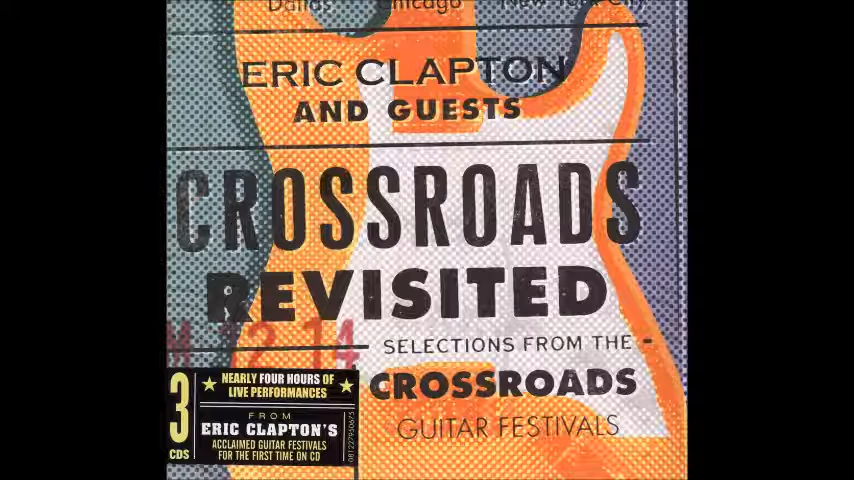 Dallas Chicago New York City
ERIC CLAPTON
AND GUESTS
CROSSROADS
REVISITED
SELECTIONS FROM THE
CROSSROADS
GUITAR FESTIVALS
3
CDS
NEARLY FOUR HOURS OF
LIVE PERFORMANCES
FROM
ERIC CLAPTON'S
ACCLAIMED GUITAR FESTIVALS
FOR THE FIRST TIME ON CD